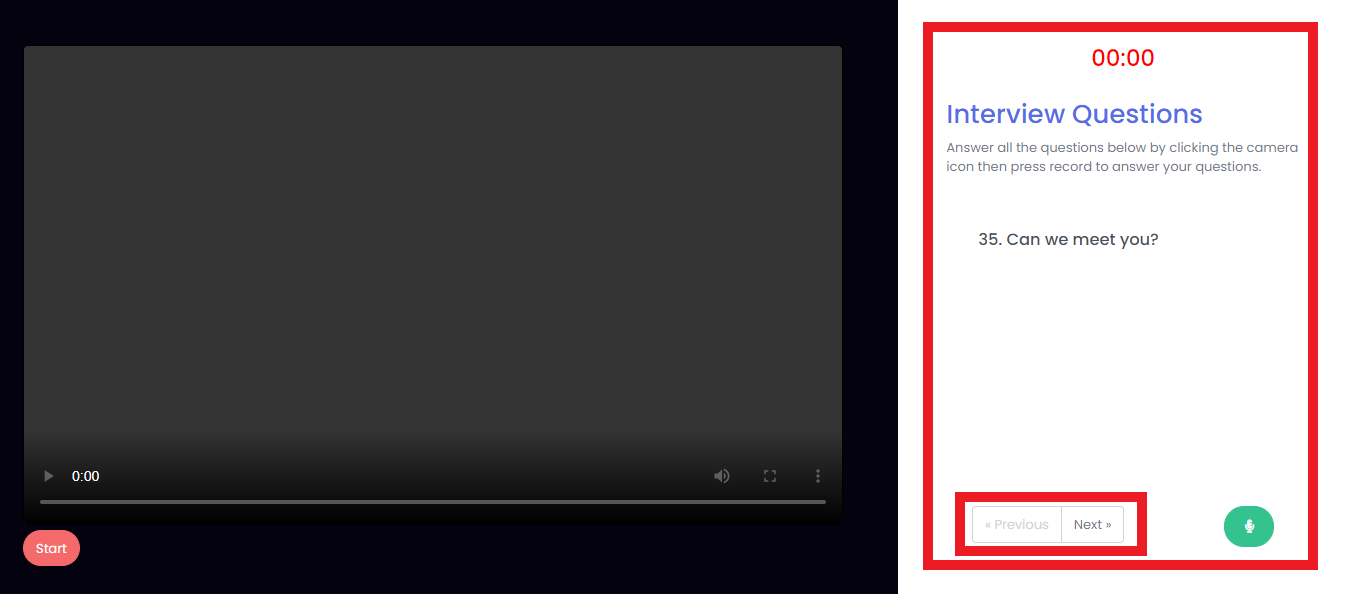 0:00
Start
00:00
Interview Questions
Answer all the questions below by clicking the camera
icon then press record to answer your questions.
35. Can we meet you?
« Previous
Next »